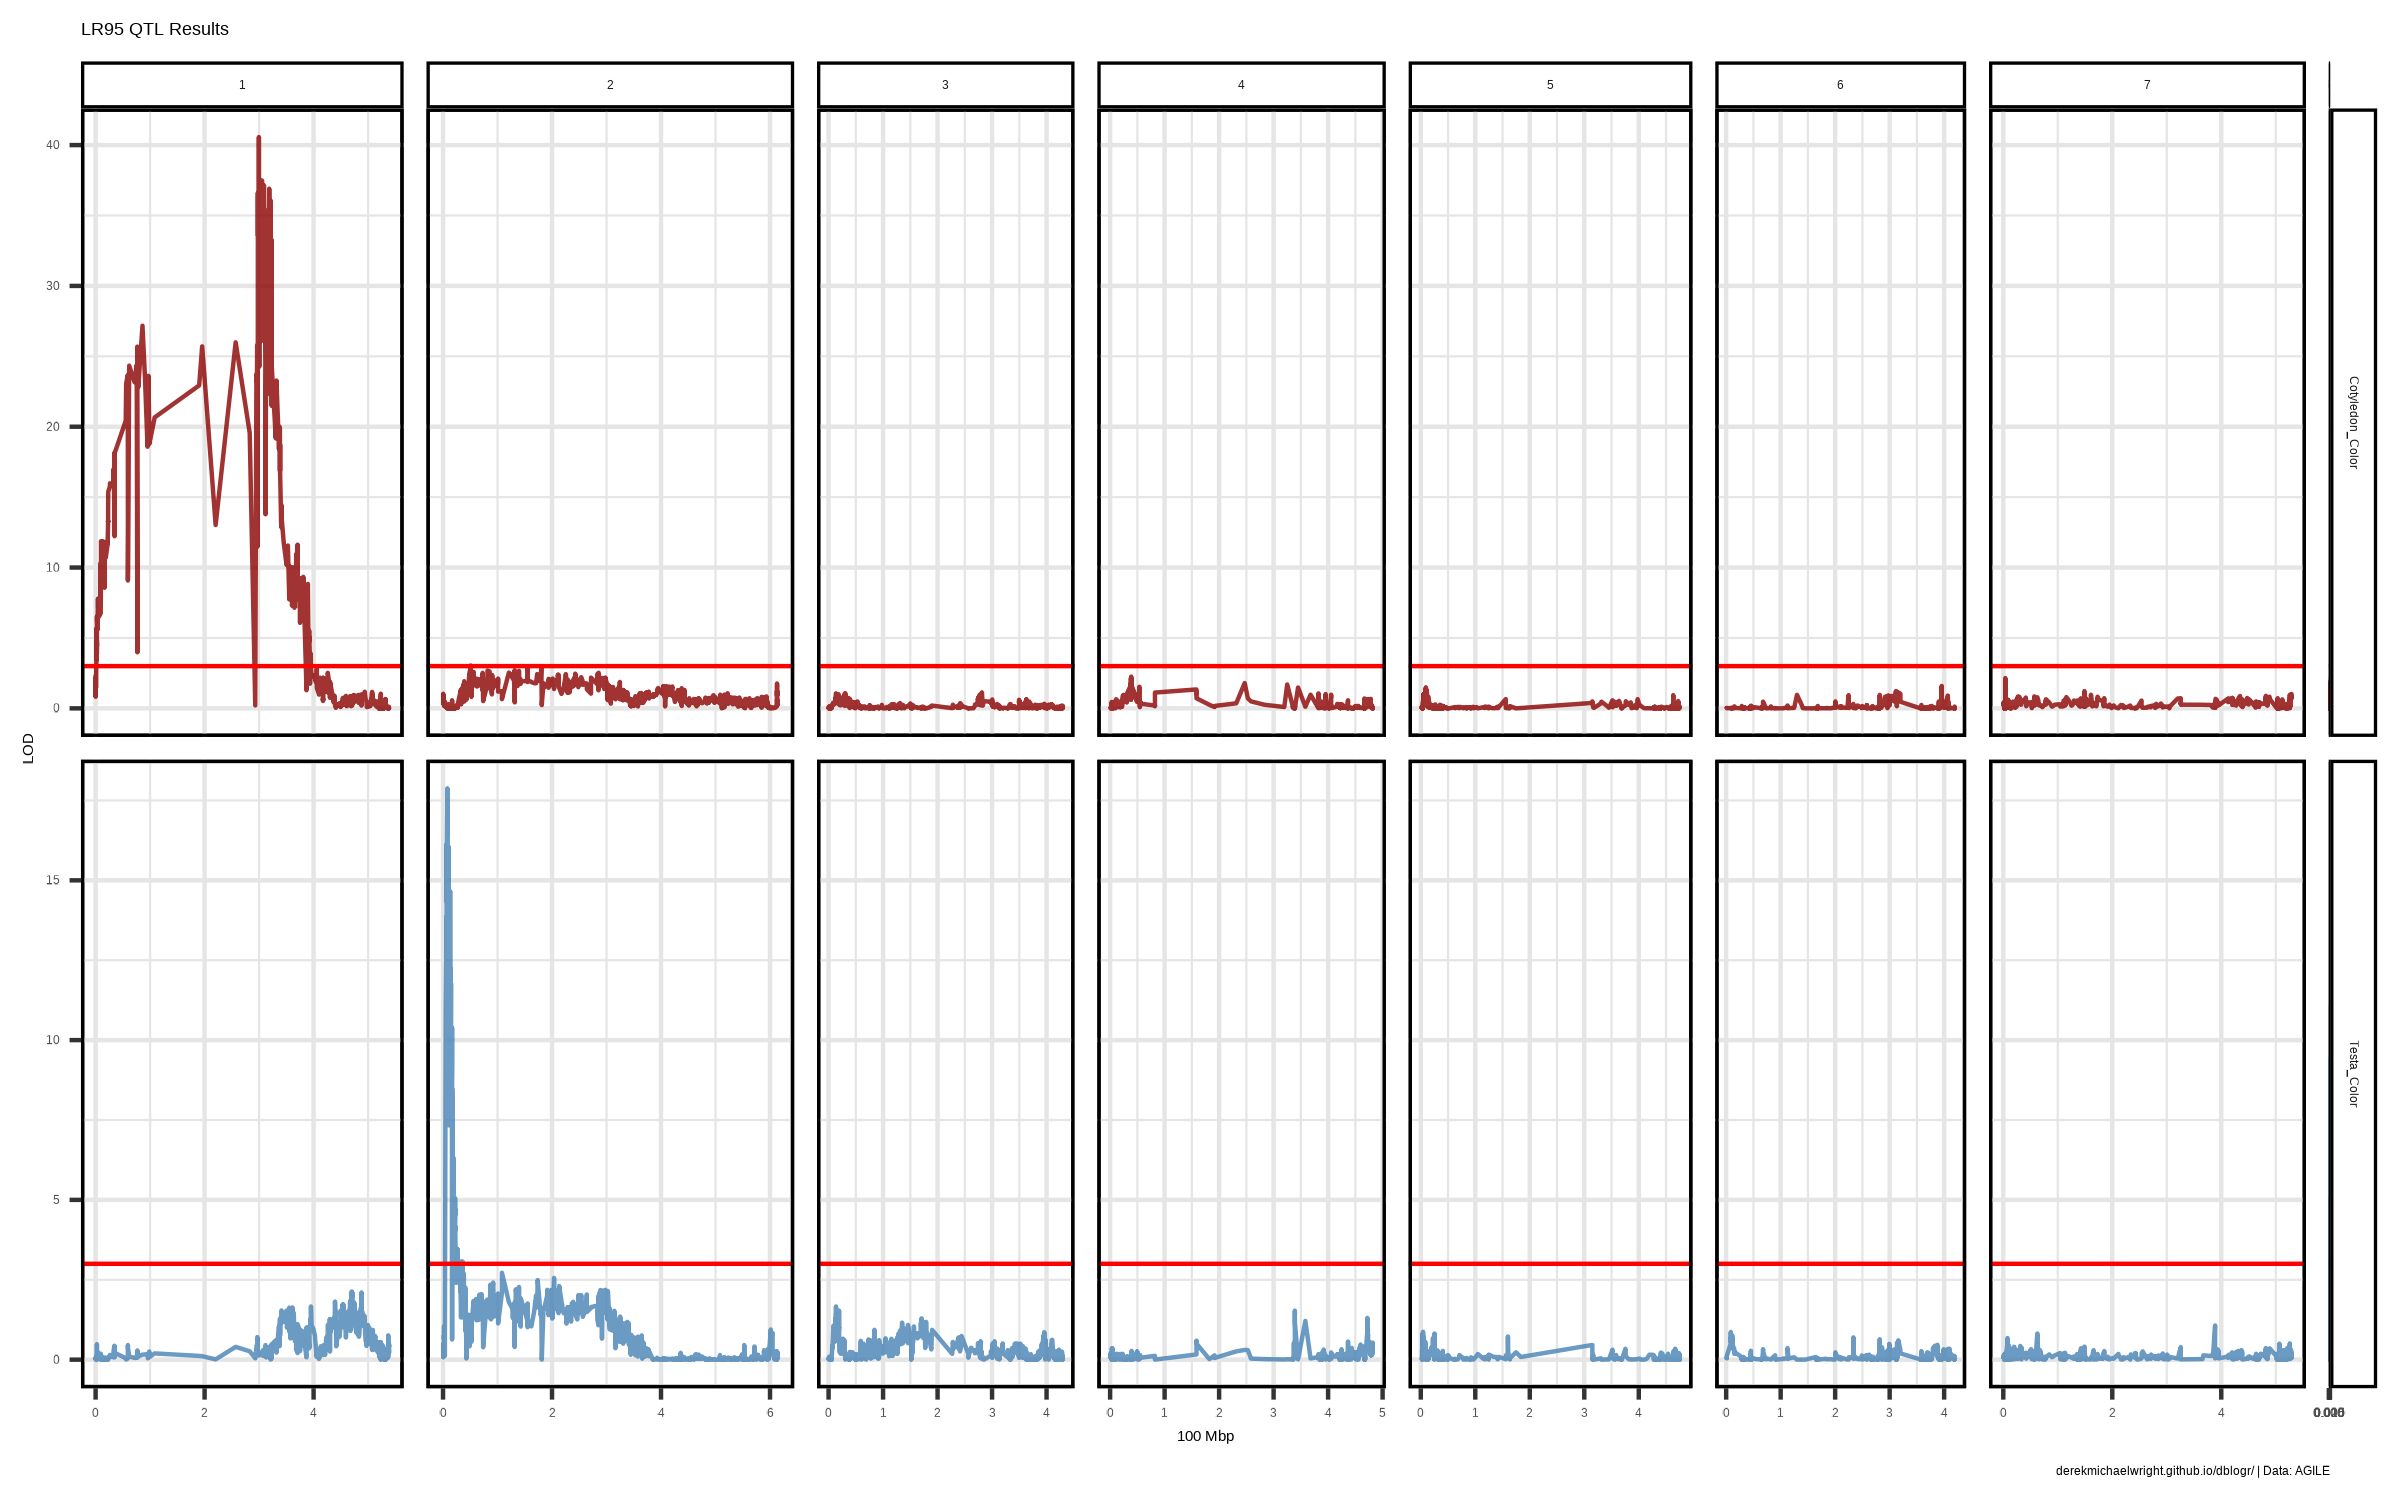 LR95 QTL Results
1 2 3 4 5 6 7
40
30
20
10
0
Cotyledon_Color
LOD
15
10
5
0
Testa_Color
0 2 4 0 2 4 6 0 1 2 3 4 0 1 2 3 4 5 0 1 2 3 4 0 1 2 3 4 0 2 4
100 Mbp
derekmichaelwright.github.io/dblogr/ | Data: AGILE